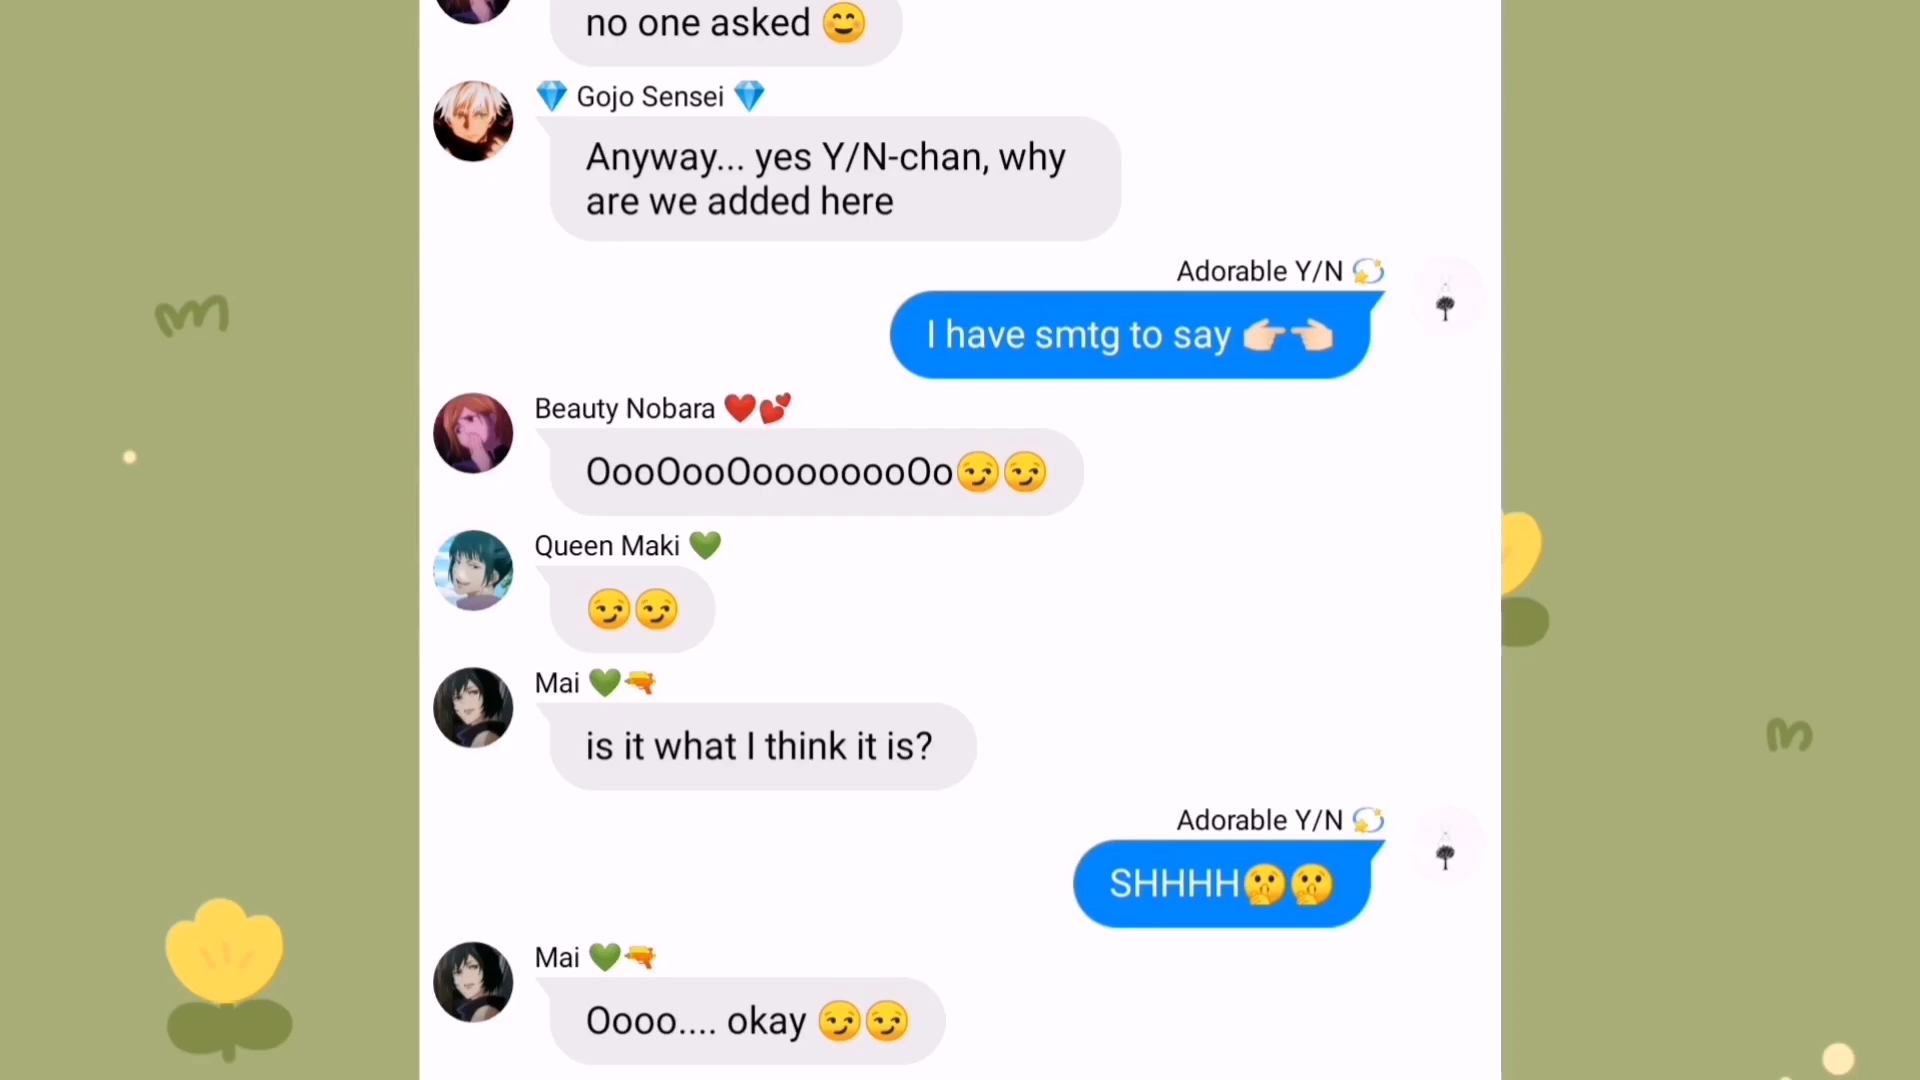 no one asked 😊
💎 Gojo Sensei 💎
Anyway... yes Y/N-chan, why
are we added here
Adorable Y/N 💫
I have smtg to say 👉🏻👈🏻
Beauty Nobara ❤️💕
OooOooOoooooooOo😏😏
Queen Maki 💚
😏😏
Mai 💚🔫
is it what I think it is?
Adorable Y/N 💫
SHHHH🤫🤫
Mai 💚🔫
Oooo.... okay 😏😏